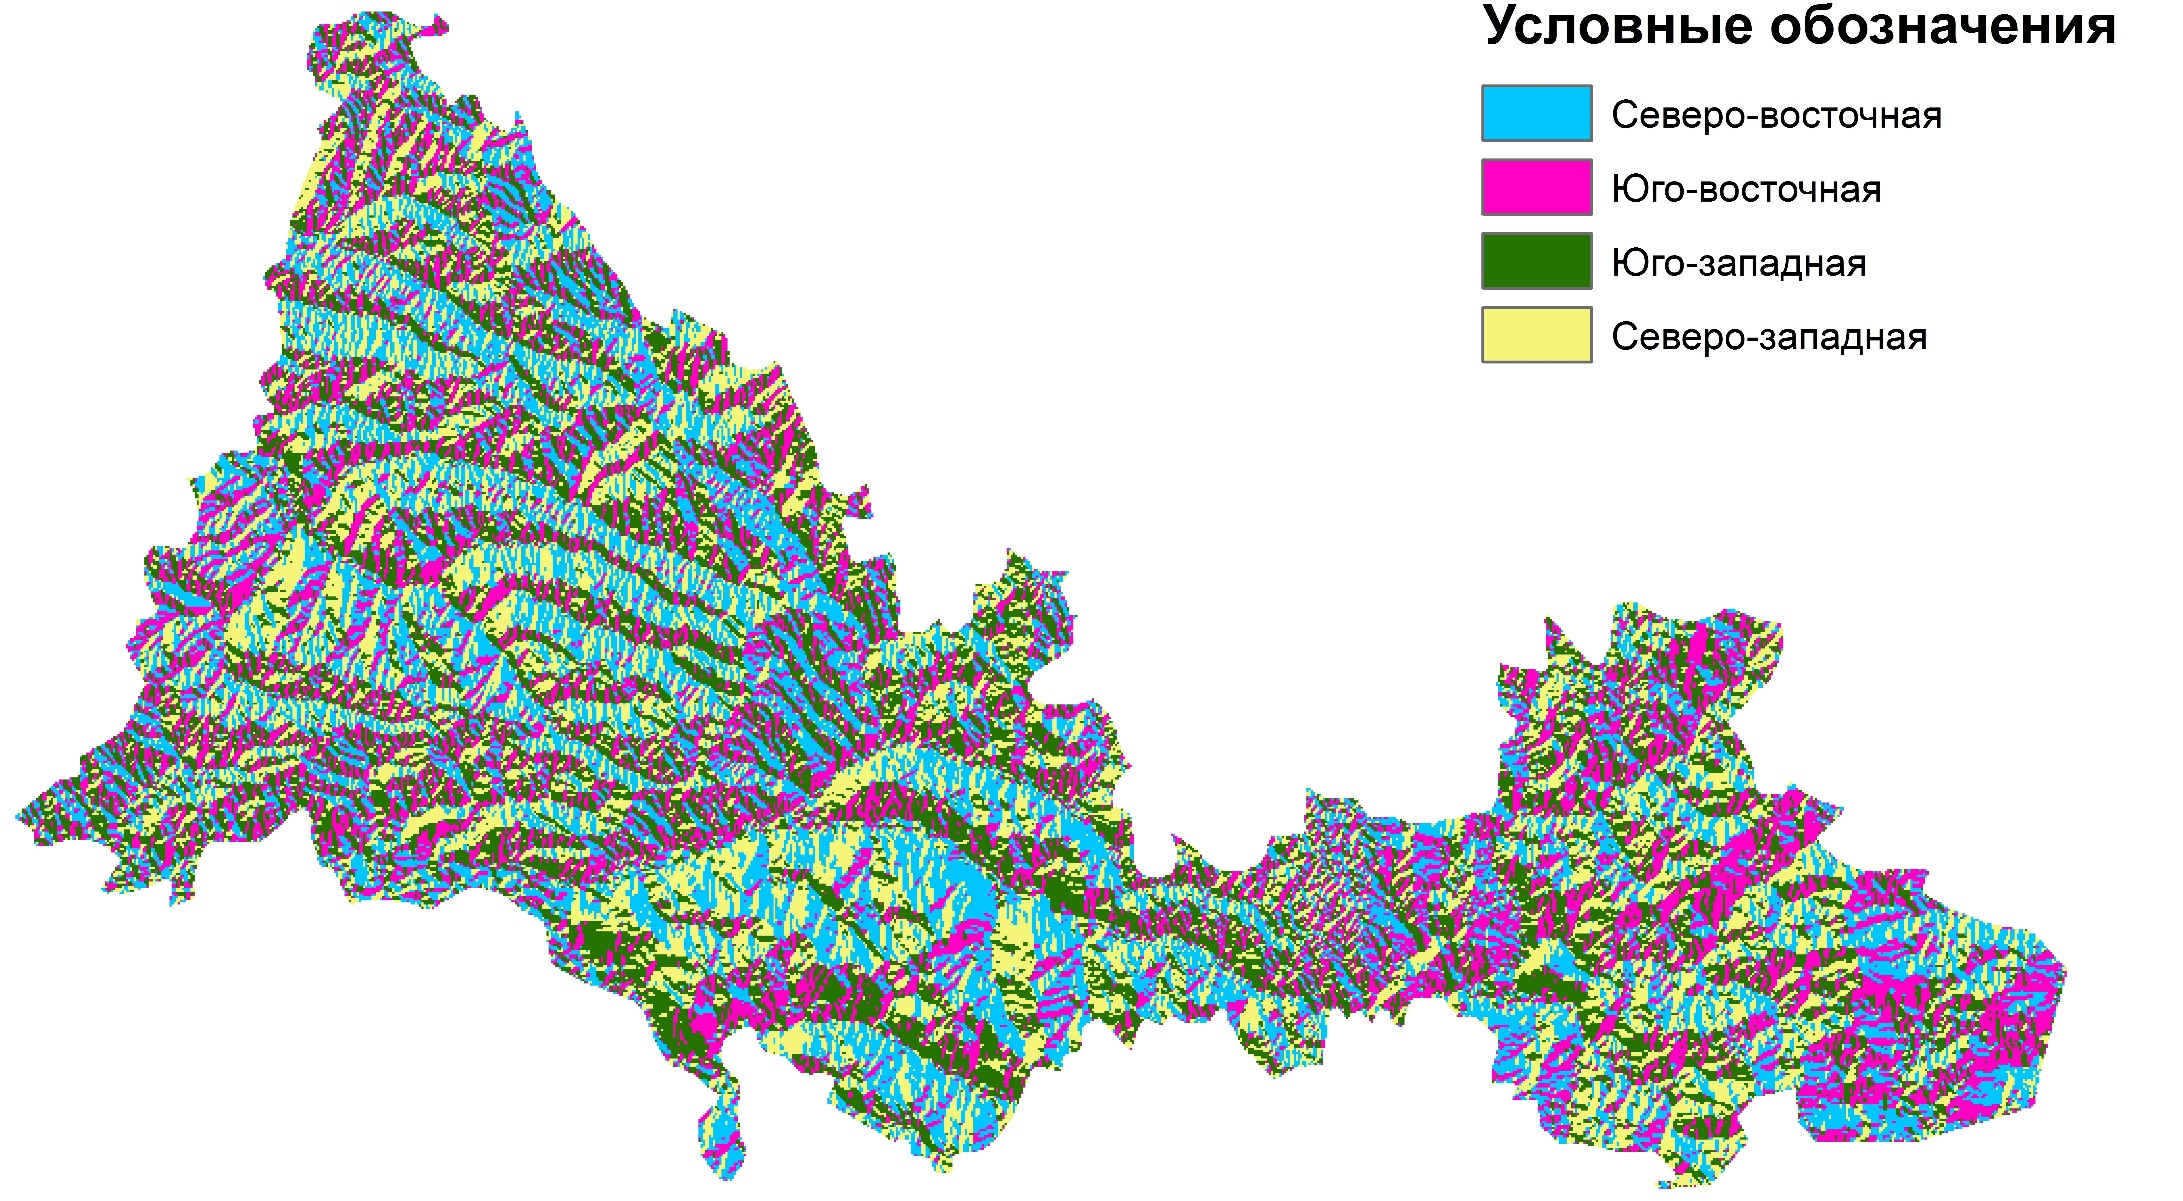 Условные обозначения
Северо-восточная
Юго-восточная
Юго-западная
Северо-западная